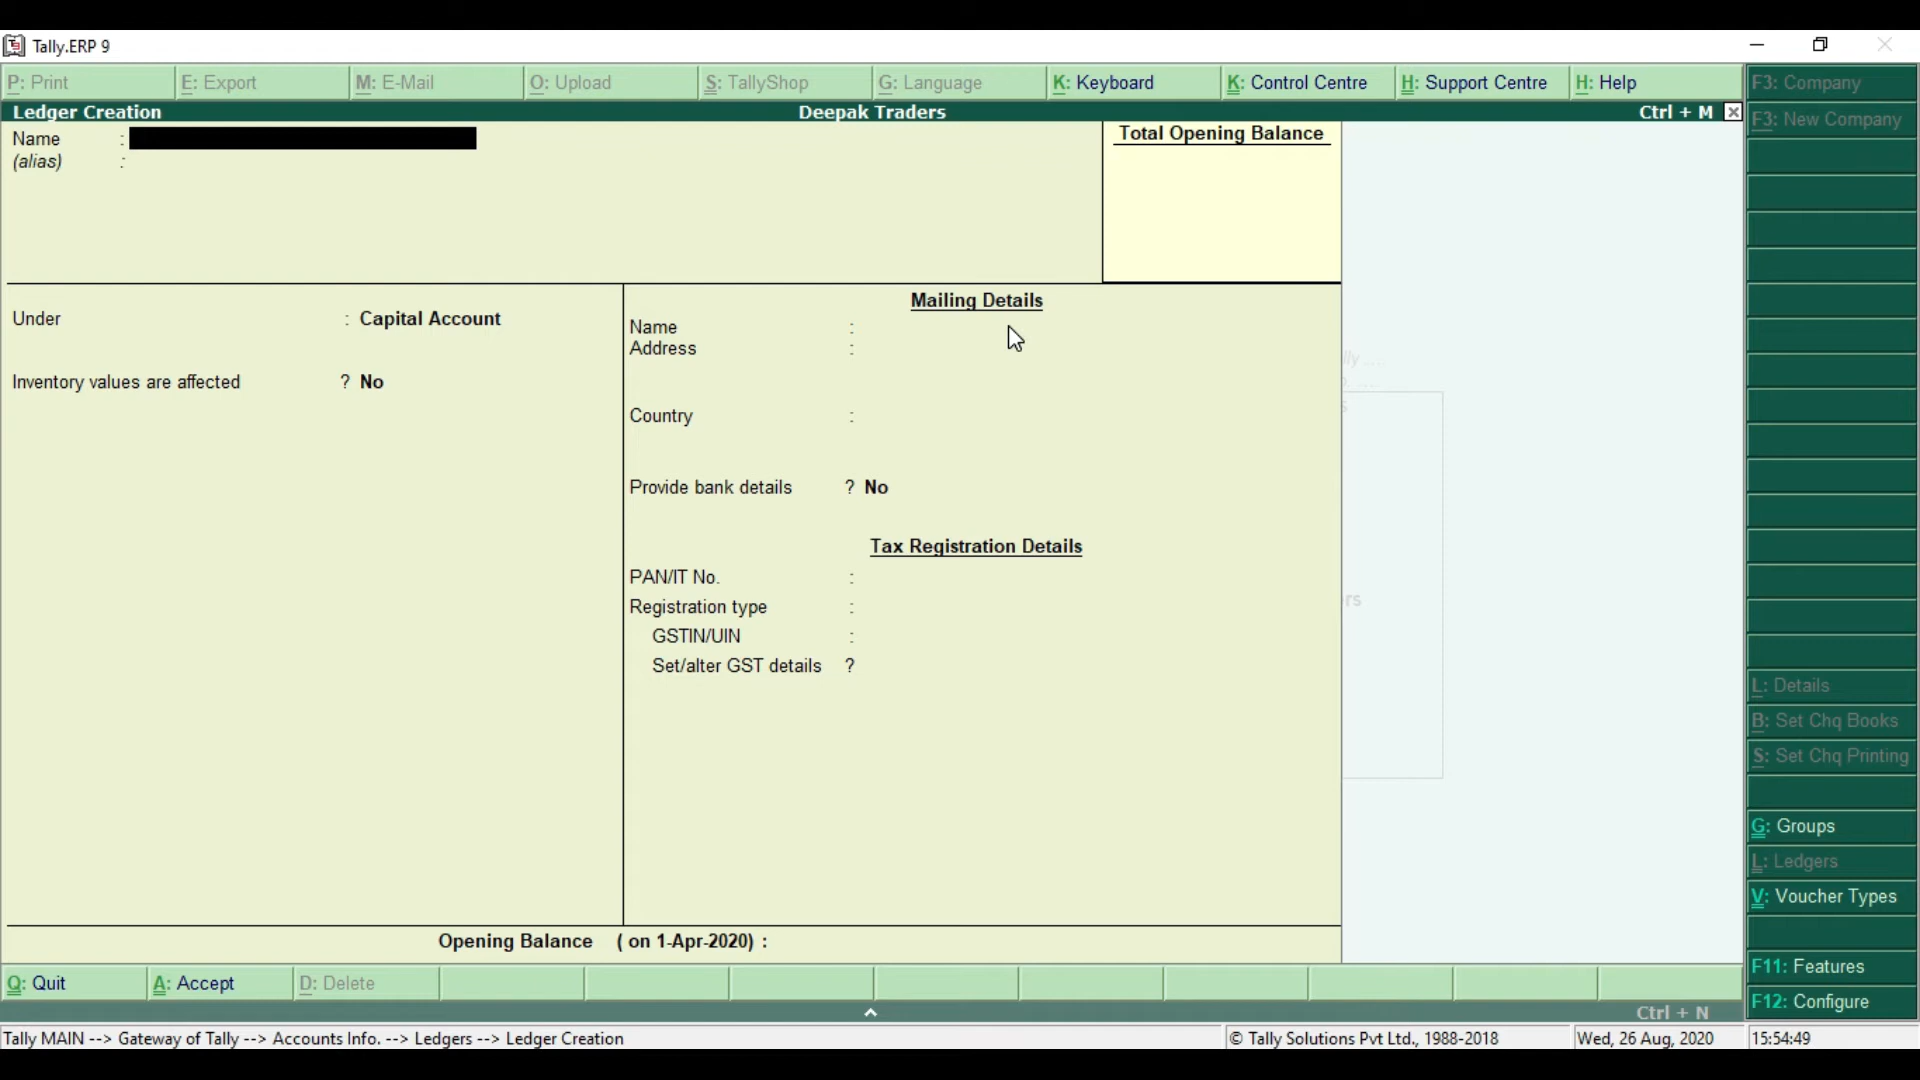 Tally.ERP 9
P: Print E: Export M: E-Mail O: Upload S: TallyShop G: Language K: Keyboard K: Control Centre H: Support Centre H: Help
F3: Company
Ledger Creation Deepak Traders Ctrl + M
F3: New Company
Name :
(alias) :
Total Opening Balance
Under : Capital Account
Inventory values are affected ? No
Mailing Details
Name :
Address :
Country :
Provide bank details ? No
Tax Registration Details
PAN/IT No. :
Registration type :
GSTIN/UIN :
Set/alter GST details ?
L: Details
B: Set Chq Books
S: Set Chq Printing
G: Groups
L: Ledgers
V: Voucher Types
F11: Features
F12: Configure
Opening Balance ( on 1-Apr-2020) :
Q: Quit A: Accept D: Delete
Ctrl + N
Tally MAIN --> Gateway of Tally --> Accounts Info. --> Ledgers --> Ledger Creation
© Tally Solutions Pvt Ltd., 1988-2018
Wed, 26 Aug, 2020
15:54:49